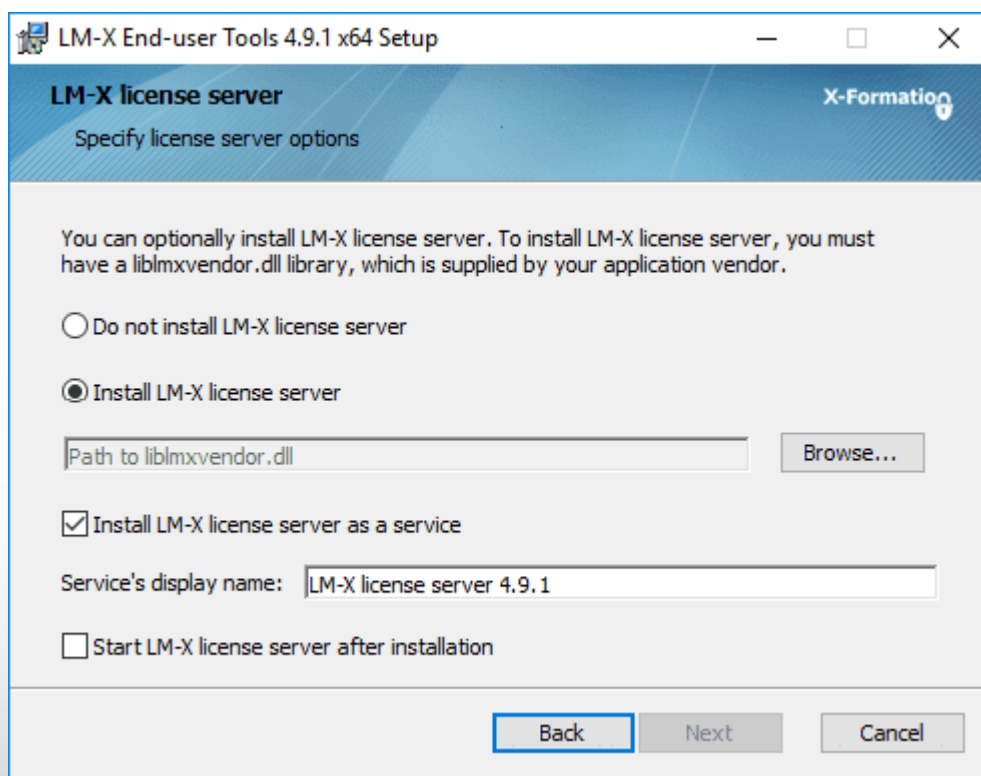 LM-X End-user Tools 4.9.1 x64 Setup
LM-X license server
X-Formation
Specify license server options
You can optionally install LM-X license server. To install LM-X license server, you must
have a liblmxvendor.dll library, which is supplied by your application vendor.
Do not install LM-X license server
Install LM-X license server
Path to liblmxvendor.dll
Browse...
Install LM-X license server as a service
Service's display name:
LM-X license server 4.9.1
Start LM-X license server after installation
Back
Next
Cancel